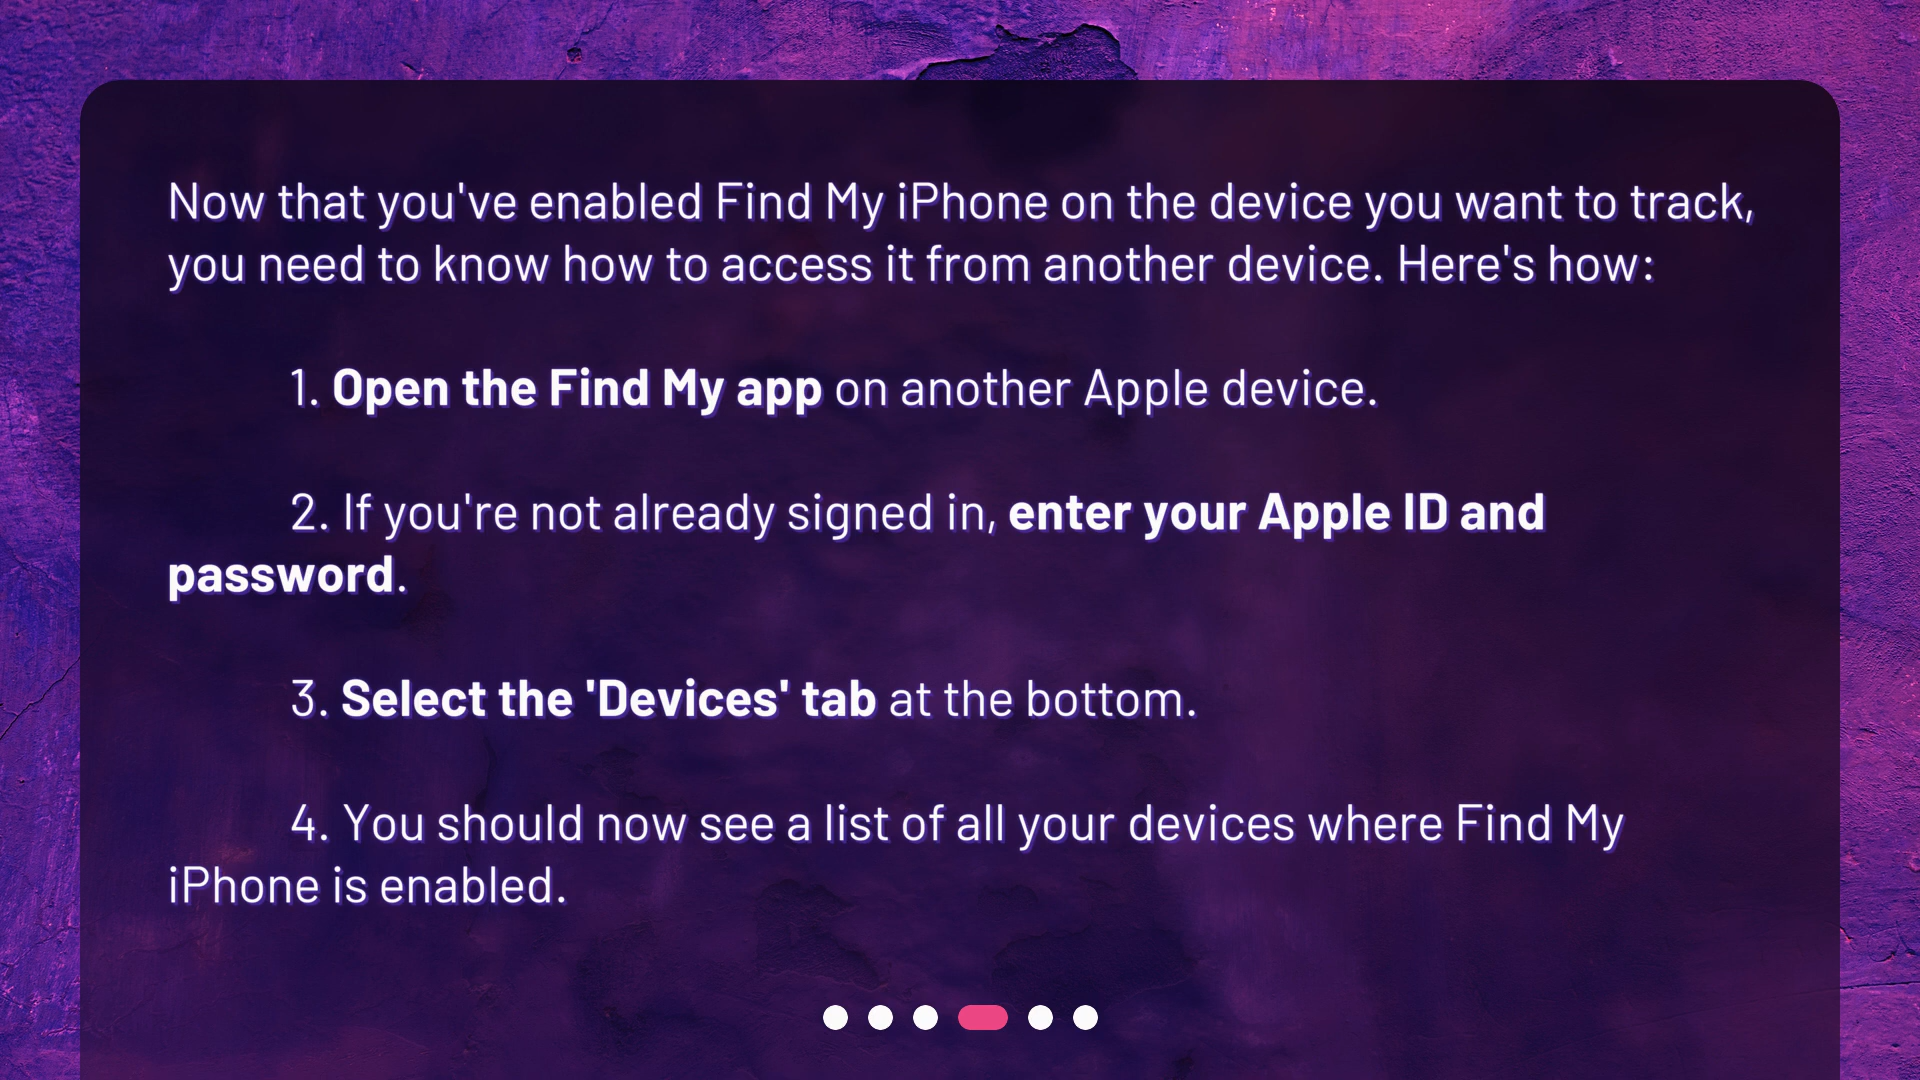 Now that you've enabled Find My iPhone on the device you want to track,
you need to know how to access it from another device. Here's how:
1. Open the Find My app on another Apple device.
2. If you're not already signed in, enter your Apple ID and
password.
3. Select the 'Devices' tab at the bottom.
4. You should now see a list of all your devices where Find My
iPhone is enabled.